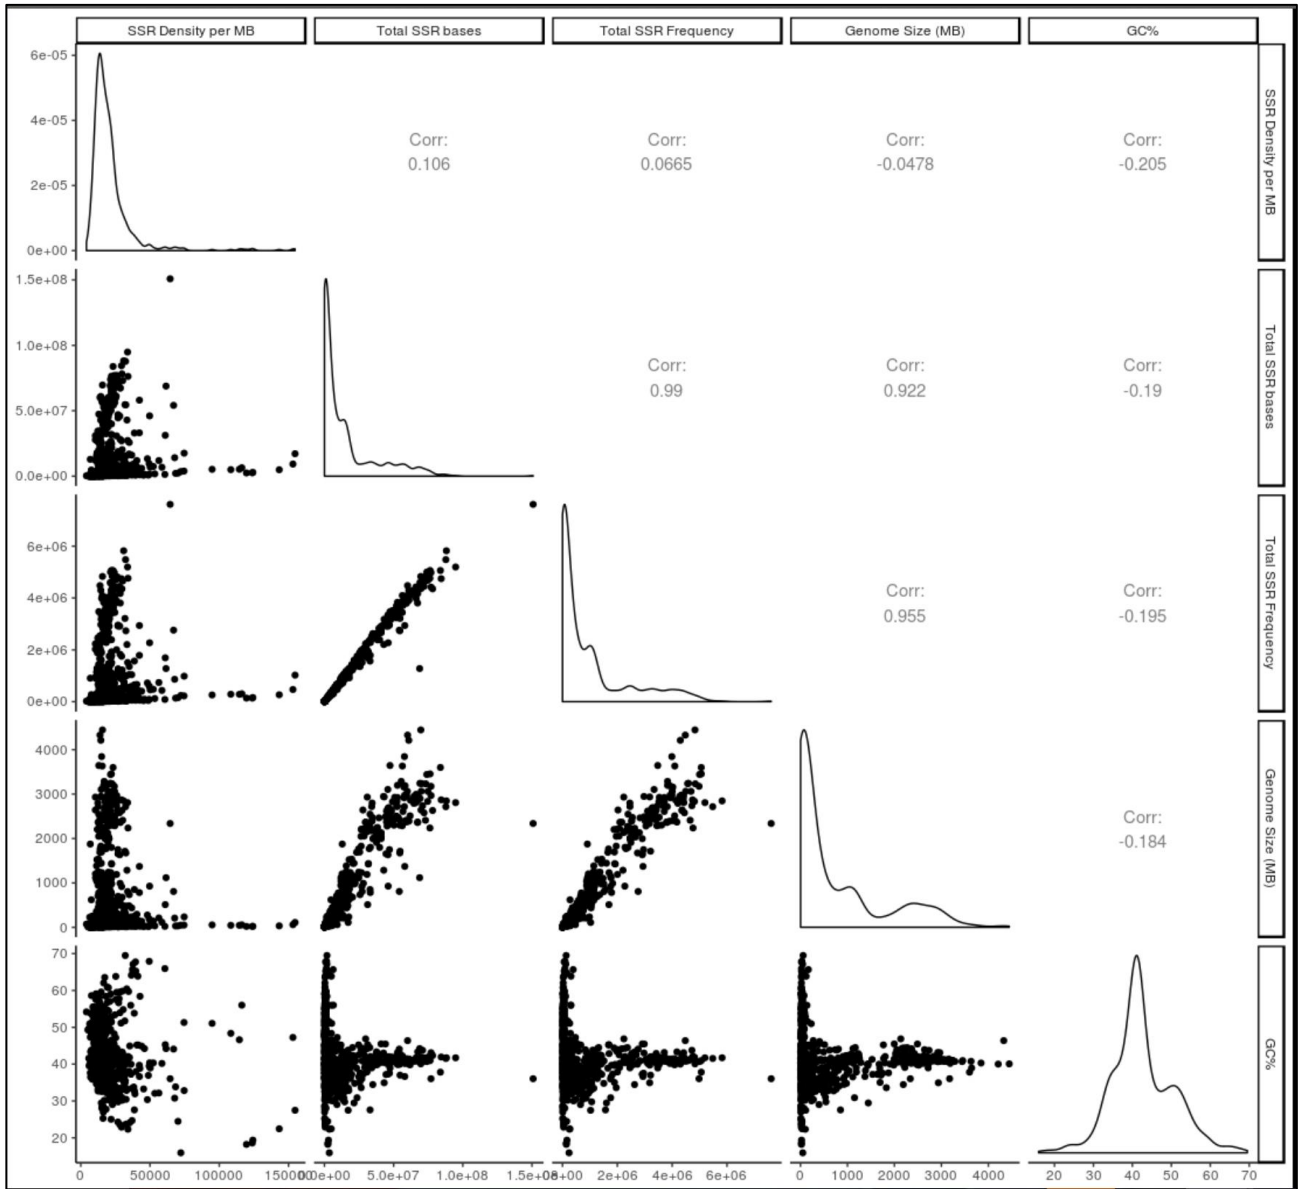 SSR Density per MB
Total SSR bases
Total SSR Frequency
Genome Size (MB)
GC%
6e-05
4e-05
2e-05
0e+00
Corr:
0.106
Corr:
0.0665
Corr:
-0.0478
Corr:
-0.205
SSR Density per MB
1.5e+08
1.0e+08
5.0e+07
0.0e+00
Corr:
0.99
Corr:
0.922
Corr:
-0.19
Total SSR bases
6e+06
4e+06
2e+06
0e+00
Corr:
0.955
Corr:
-0.195
Total SSR Frequency
4000
3000
2000
1000
0
Corr:
-0.184
Genome Size (MB)
70
60
50
40
30
20
GC%
0 50000 100000 150000
0.0e+00 5.0e+07 1.0e+08 1.5e+08
0e+00 2e+06 4e+06 6e+06
0 1000 2000 3000 4000
20 30 40 50 60 70